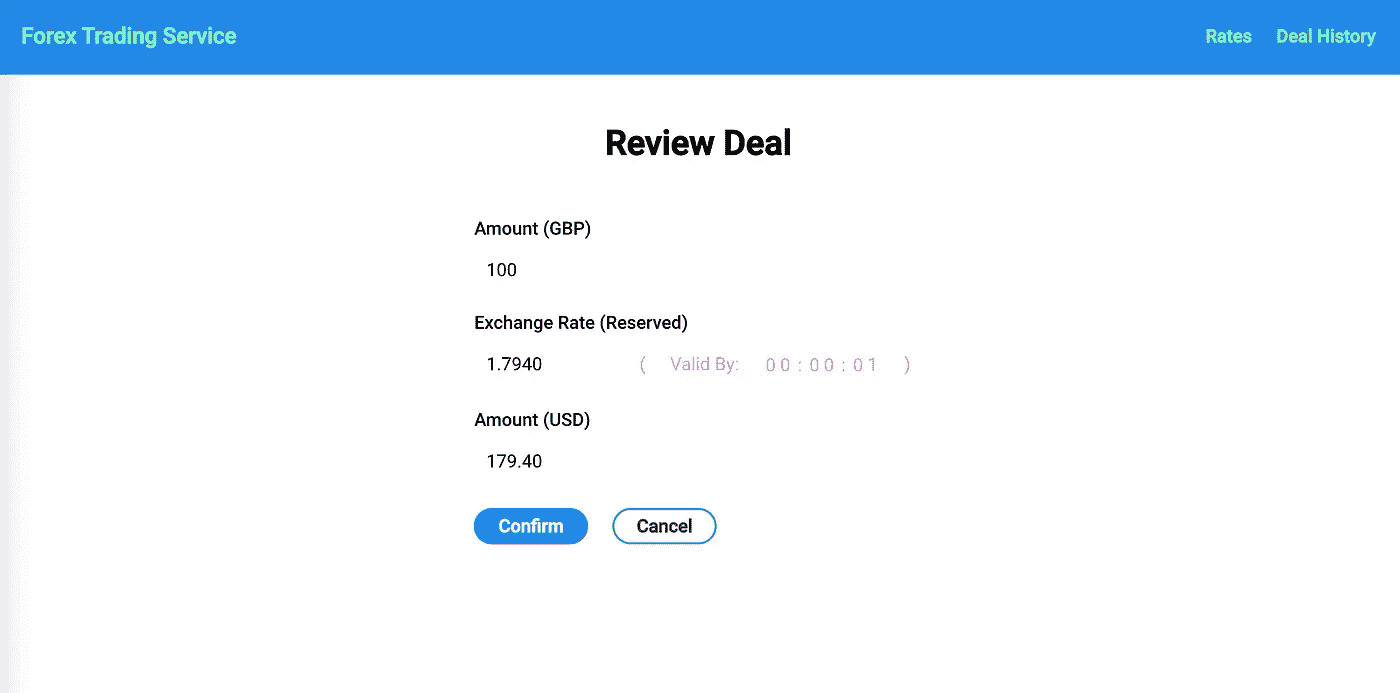 Forex Trading Service Rates Deal History
Review Deal
Amount (GBP)
100
Exchange Rate (Reserved)
1.7940 ( Valid By: 00:00:01 )
Amount (USD)
179.40
Confirm Cancel